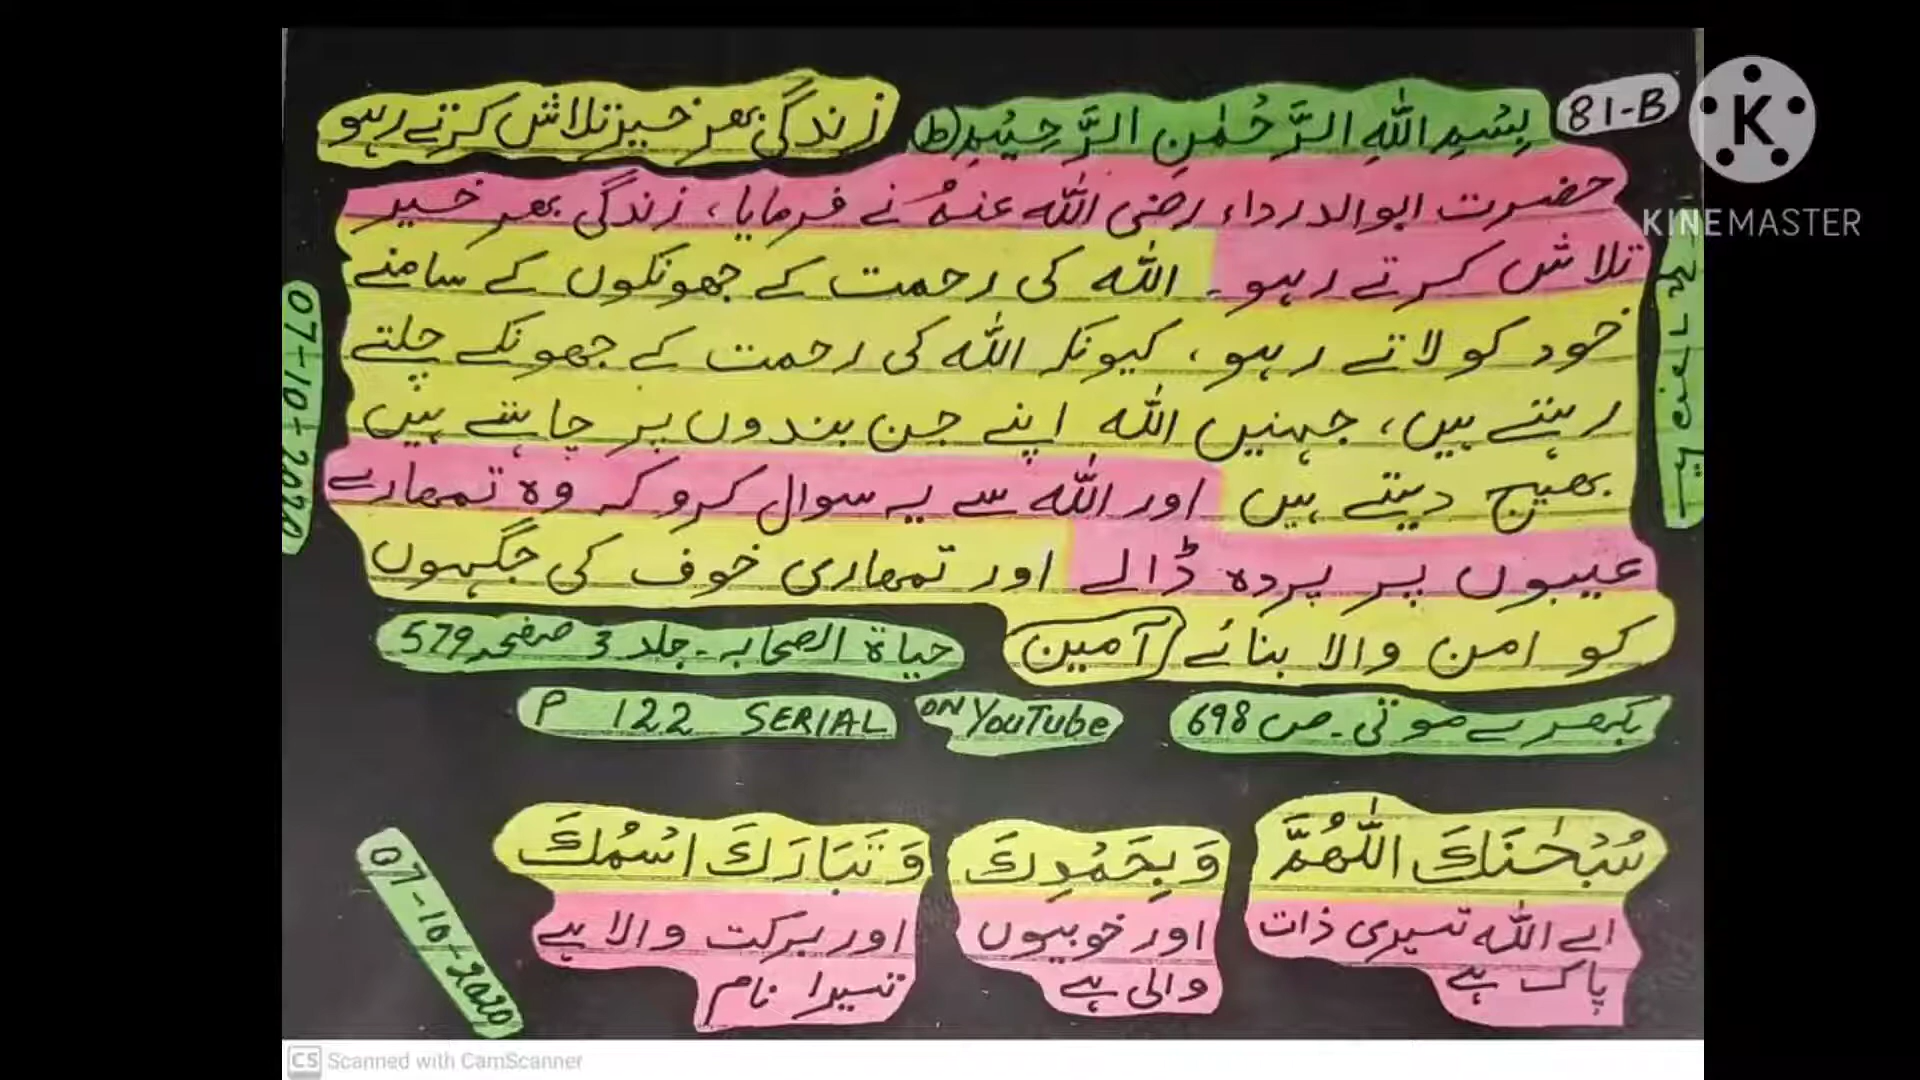 81-B
بِسْمِ اللهِ الرَّحْمٰنِ الرَّحِيْمِ (ط)
زندگی بھر خیر تلاش کرتے رہو
حضرت ابوالدرداء رضی اللہ عنہُ نے فرمایا، زندگی بھر خیر
تلاش کرتے رہو۔ اللہ کی رحمت کے جھونکوں کے سامنے
خود کو لاتے رہو، کیونکہ اللہ کی رحمت کے جھونکے چلتے
رہتے ہیں، جہنیں اللہ اپنے جن بندوں پر چاہتے ہیں
بھیج دیتے ہیں اور اللہ سے یہ سوال کرو کہ وہ تمھارے
عیبوں پر پردہ ڈالے اور تمھاری خوف کی جگہوں
کو امن والا بنائے (آمین)
حیاۃ الصحابہ۔ جلد 3 صفحہ 579
بکھرے موتی۔ ص 698
ON YouTube
P 122 SERIAL
07-10-2020
سُبْحٰنَكَ اللّٰهُمَّ
وَبِحَمْدِكَ
وَتَبَارَكَ اسْمُكَ
اے اللہ تیری ذات
پاک ہے
اور خوبیوں
والی ہے
اور برکت والا ہے
تیرا نام
07-10-2020
KINEMASTER
CS Scanned with CamScanner